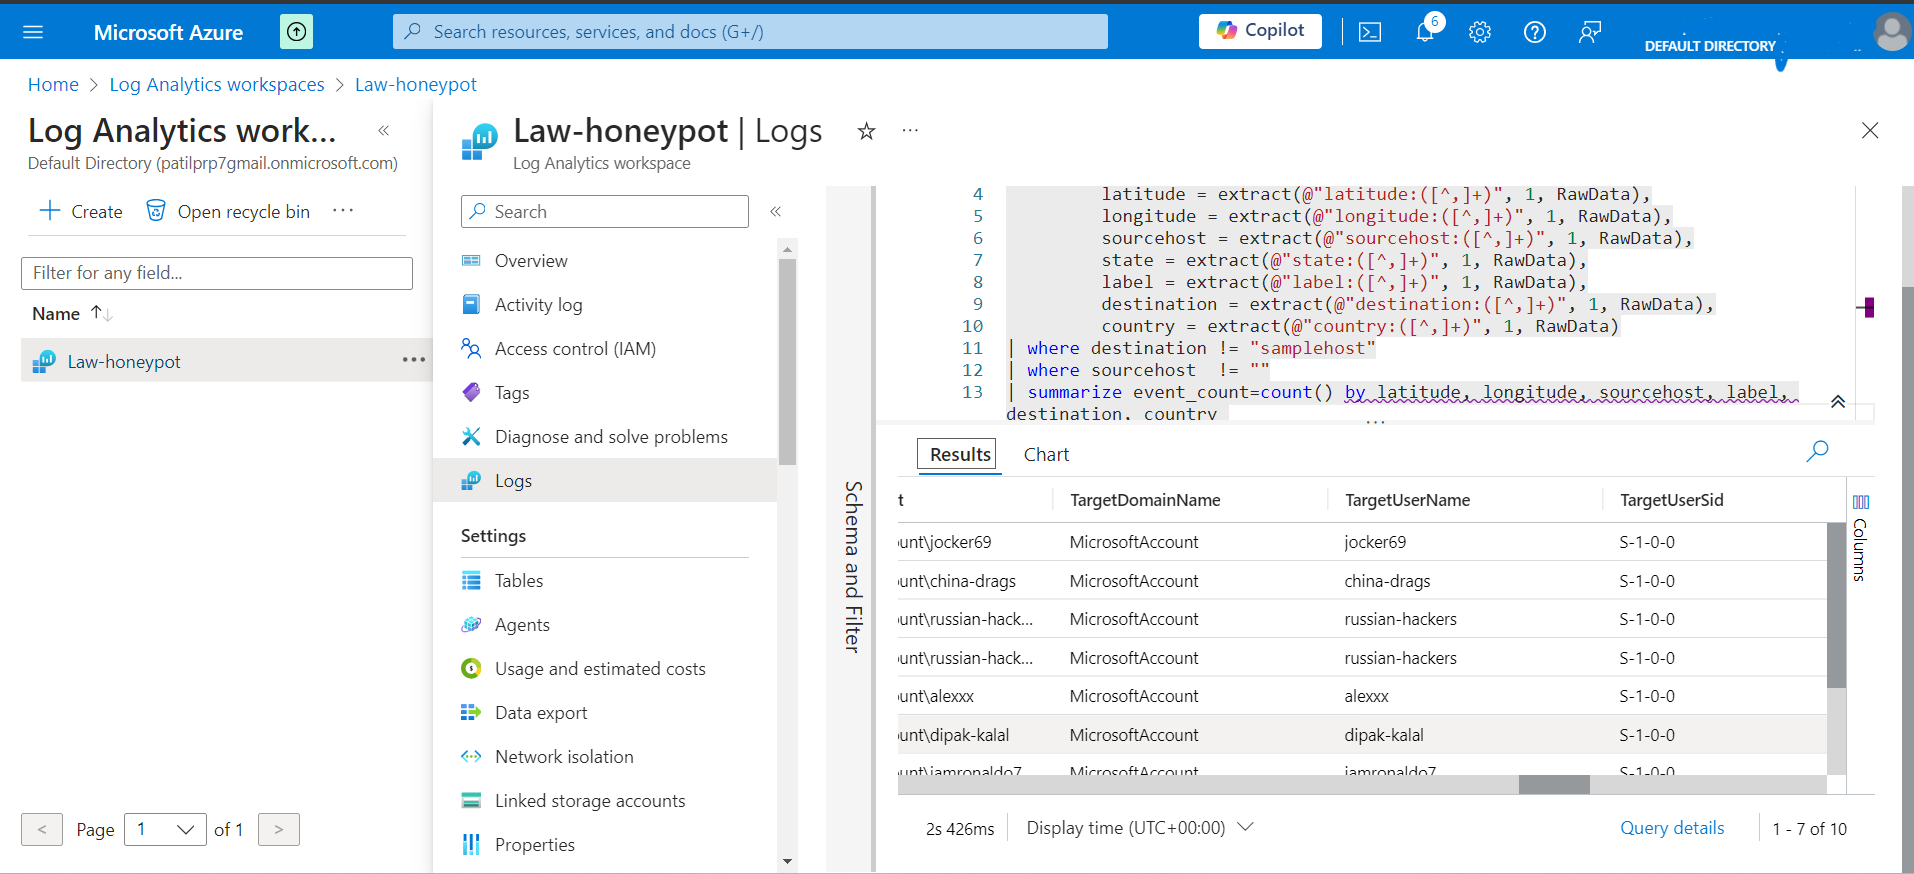 Microsoft Azure
Search resources, services, and docs (G+/)
Copilot
6
DEFAULT DIRECTORY
Home > Log Analytics workspaces > Law-honeypot
Log Analytics work...
Default Directory (patilprp7gmail.onmicrosoft.com)
Create
Open recycle bin
Filter for any field...
Name
Law-honeypot
< Page 1 of 1 >
Law-honeypot | Logs
Log Analytics workspace
Search
Overview
Activity log
Access control (IAM)
Tags
Diagnose and solve problems
Logs
Settings
Tables
Agents
Usage and estimated costs
Data export
Network isolation
Linked storage accounts
Properties
Schema and Filter
4 latitude = extract(@"latitude:([^,]+)", 1, RawData),
5 longitude = extract(@"longitude:([^,]+)", 1, RawData),
6 sourcehost = extract(@"sourcehost:([^,]+)", 1, RawData),
7 state = extract(@"state:([^,]+)", 1, RawData),
8 label = extract(@"label:([^,]+)", 1, RawData),
9 destination = extract(@"destination:([^,]+)", 1, RawData),
10 country = extract(@"country:([^,]+)", 1, RawData)
11 | where destination != "samplehost"
12 | where sourcehost != ""
13 | summarize event_count=count() by latitude, longitude, sourcehost, label,
destination, country
Results Chart
t TargetDomainName TargetUserName TargetUserSid
unt\jocker69 MicrosoftAccount jocker69 S-1-0-0
unt\china-drags MicrosoftAccount china-drags S-1-0-0
unt\russian-hack... MicrosoftAccount russian-hackers S-1-0-0
unt\russian-hack... MicrosoftAccount russian-hackers S-1-0-0
unt\alexxx MicrosoftAccount alexxx S-1-0-0
unt\dipak-kalal MicrosoftAccount dipak-kalal S-1-0-0
unt\iamronaldo7 MicrosoftAccount iamronaldo7 S-1-0-0
Columns
2s 426ms
Display time (UTC+00:00)
Query details
1 - 7 of 10